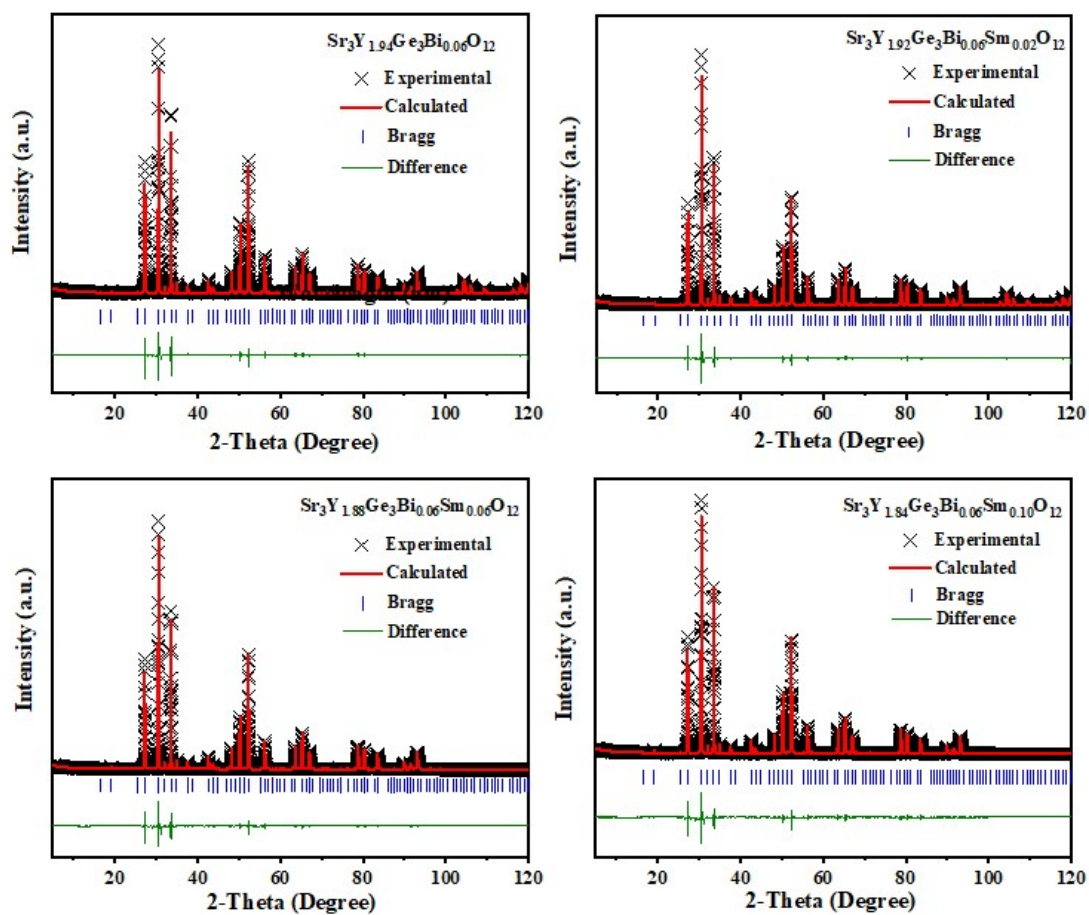 Sr₃Y₁.₉₄Ge₃Bi₀.₀₆O₁₂
Experimental
Calculated
Bragg
Difference
Intensity (a.u.)
20 40 60 80 100 120
2-Theta (Degree)
Sr₃Y₁.₉₂Ge₃Bi₀.₀₆Sm₀.₀₂O₁₂
Experimental
Calculated
Bragg
Difference
Intensity (a.u.)
20 40 60 80 100 120
2-Theta (Degree)
Sr₃Y₁.₈₈Ge₃Bi₀.₀₆Sm₀.₀₆O₁₂
Experimental
Calculated
Bragg
Difference
Intensity (a.u.)
20 40 60 80 100 120
2-Theta (Degree)
Sr₃Y₁.₈₄Ge₃Bi₀.₀₆Sm₀.₁₀O₁₂
Experimental
Calculated
Bragg
Difference
Intensity (a.u.)
20 40 60 80 100 120
2-Theta (Degree)